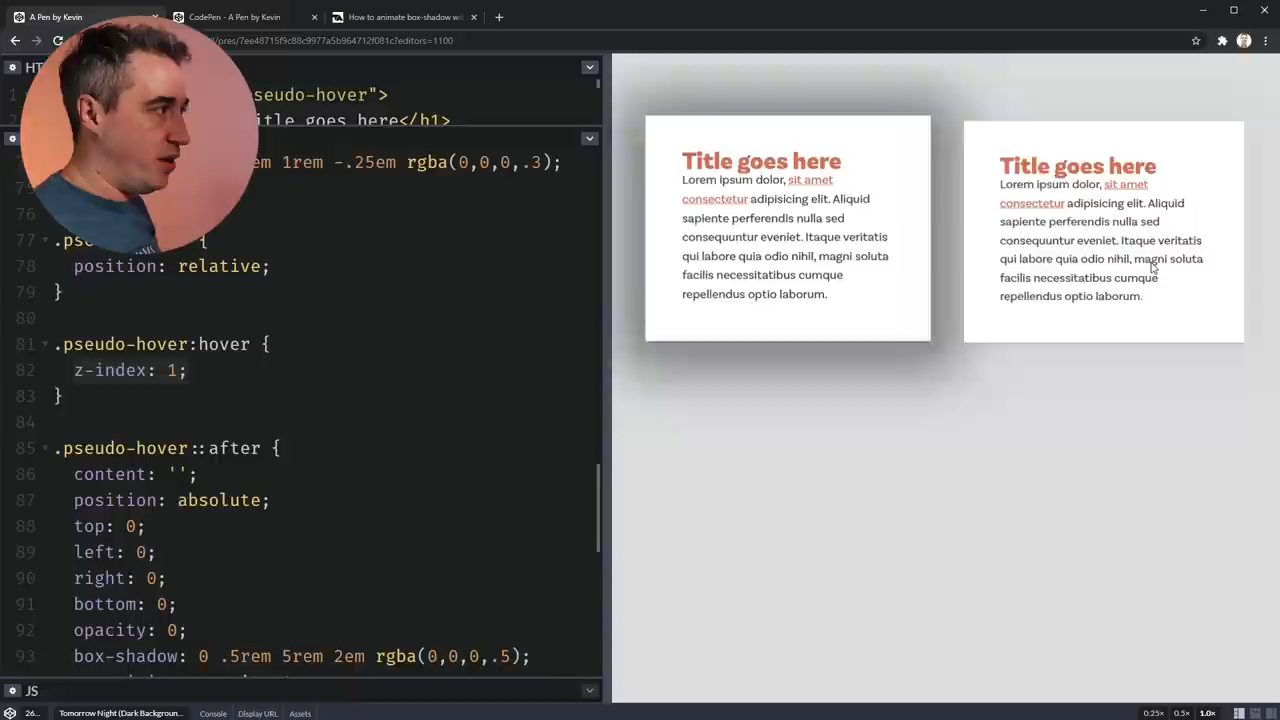 A Pen by Kevin
CodePen - A Pen by Kevin
How to animate box-shadow wi
/pres/7ee48715f9c88c9977a5b964712f081c?editors=1100
HT
1
seudo-hover">
itle goes here</h1>
em 1rem -.25em rgba(0,0,0,.3);
76
77
{
78 position: relative;
79 }
80
81 .pseudo-hover:hover {
82 z-index: 1;
83 }
84
85 .pseudo-hover::after {
86 content: '';
87 position: absolute;
88 top: 0;
89 left: 0;
90 right: 0;
91 bottom: 0;
92 opacity: 0;
93 box-shadow: 0 .5rem 5rem 2em rgba(0,0,0,.5);
JS
26...
Tomorrow Night (Dark Backgroun...
Console
Display URL
Assets
Title goes here
Lorem ipsum dolor, sit amet
consectetur adipisicing elit. Aliquid
sapiente perferendis nulla sed
consequuntur eveniet. Itaque veritatis
qui labore quia odio nihil, magni soluta
facilis necessitatibus cumque
repellendus optio laborum.
Title goes here
Lorem ipsum dolor, sit amet
consectetur adipisicing elit. Aliquid
sapiente perferendis nulla sed
consequuntur eveniet. Itaque veritatis
qui labore quia odio nihil, magni soluta
facilis necessitatibus cumque
repellendus optio laborum.
0.25x 0.5x 1.0x